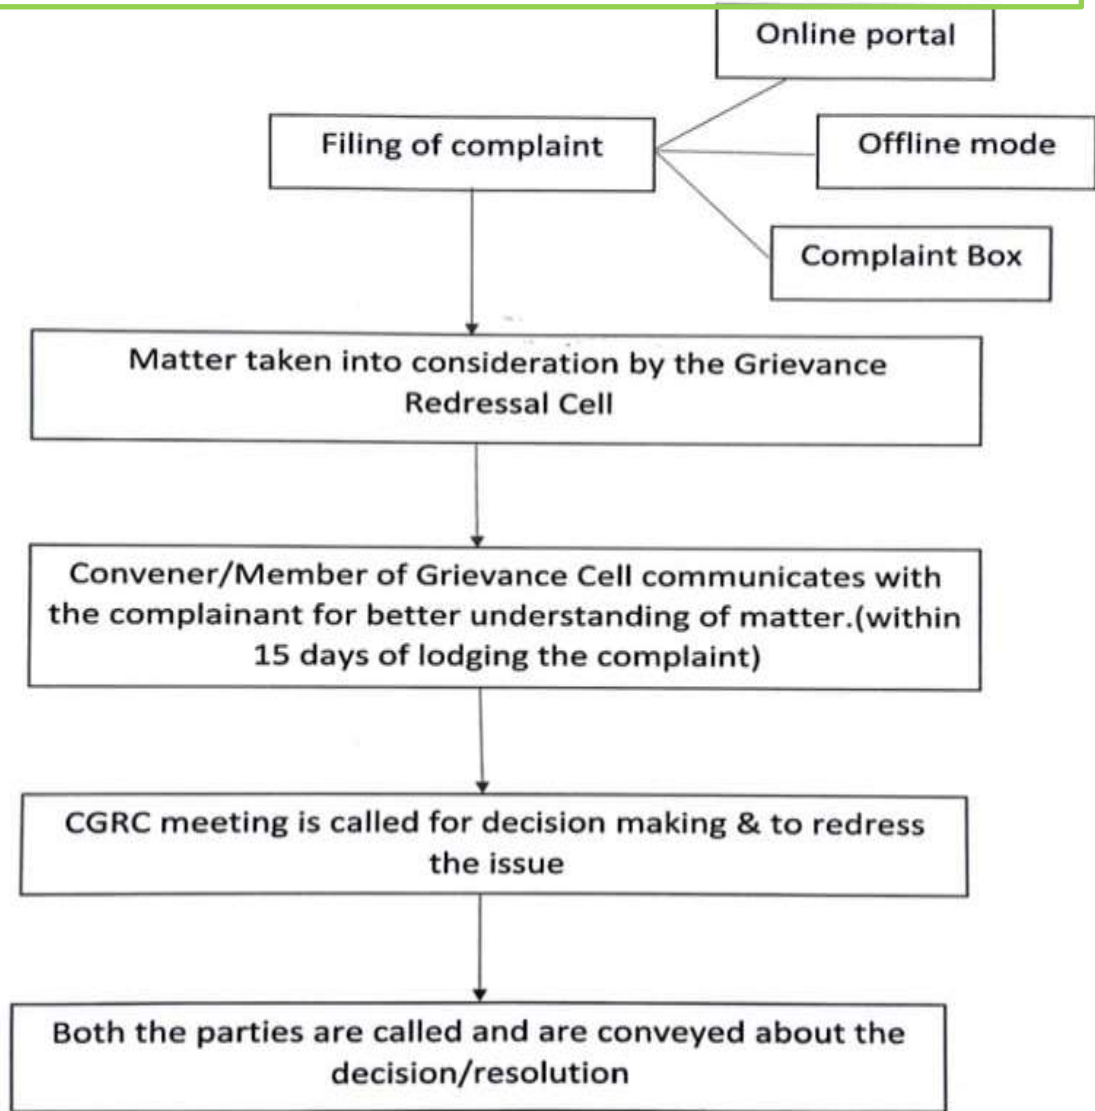 Online portal
Filing of complaint
Offline mode
Complaint Box
Matter taken into consideration by the Grievance
Redressal Cell
Convener/Member of Grievance Cell communicates with
the complainant for better understanding of matter.(within
15 days of lodging the complaint)
CGRC meeting is called for decision making & to redress
the issue
Both the parties are called and are conveyed about the
decision/resolution